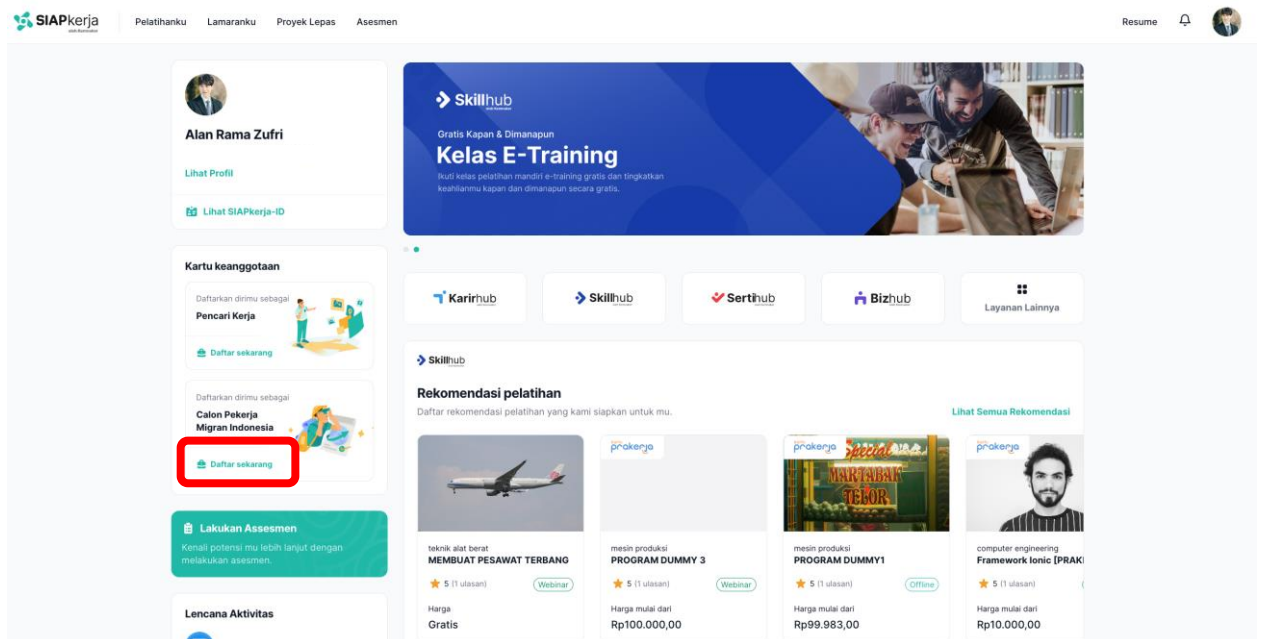 SIAPkerja
Pelatihanku
Lamaranku
Proyek Lepas
Asesmen
Resume
Alan Rama Zufri
Lihat Profil
Lihat SIAPkerja-ID
Kartu keanggotaan
Daftarkan dirimu sebagai
Pencari Kerja
Daftar sekarang
Daftarkan dirimu sebagai
Calon Pekerja
Migran Indonesia
Daftar sekarang
Lakukan Assesmen
Kenali potensi mu lebih lanjut dengan
melakukan asesmen.
Lencana Aktivitas
Skillhub
Gratis Kapan & Dimanapun
Kelas E-Training
Ikuti kelas pelatihan mandiri e-training gratis dan tingkatkan
keahlianmu kapan dan dimanapun secara gratis.
Karirhub
Skillhub
Sertihub
Bizhub
Layanan Lainnya
Skillhub
Rekomendasi pelatihan
Daftar rekomendasi pelatihan yang kami siapkan untuk mu.
Lihat Semua Rekomendasi
teknik alat berat
MEMBUAT PESAWAT TERBANG
5 (1 ulasan)
Webinar
Harga
Gratis
prakerja
mesin produksi
PROGRAM DUMMY 3
5 (1 ulasan)
Webinar
Harga mulai dari
Rp100.000,00
prakerja
Special
MARTABAK
TELOR
mesin produksi
PROGRAM DUMMY1
5 (1 ulasan)
Offline
Harga mulai dari
Rp99.983,00
prakerja
computer engineering
Framework Ionic [PRAK
5 (1 ulasan)
Harga mulai dari
Rp10.000,00